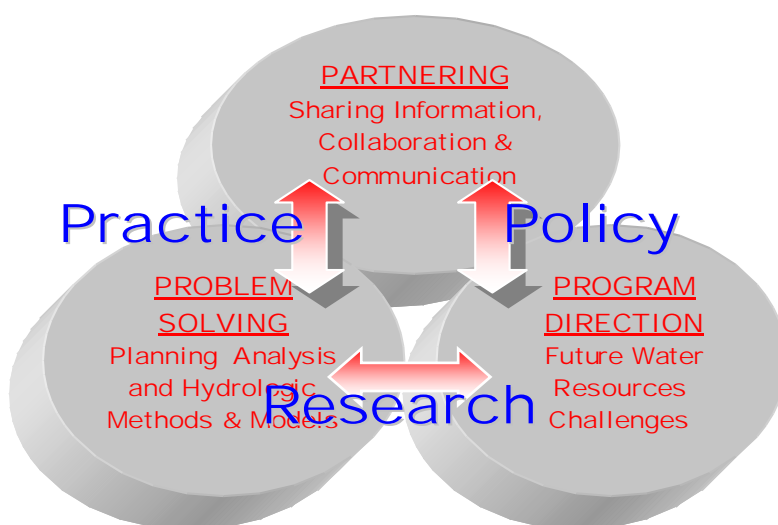 PARTNERING
Sharing Information,
Collaboration &
Communication
Practice
Policy
PROBLEM
SOLVING
Planning Analysis
and Hydrologic
Methods & Models
PROGRAM
DIRECTION
Future Water
Resources
Challenges
Research